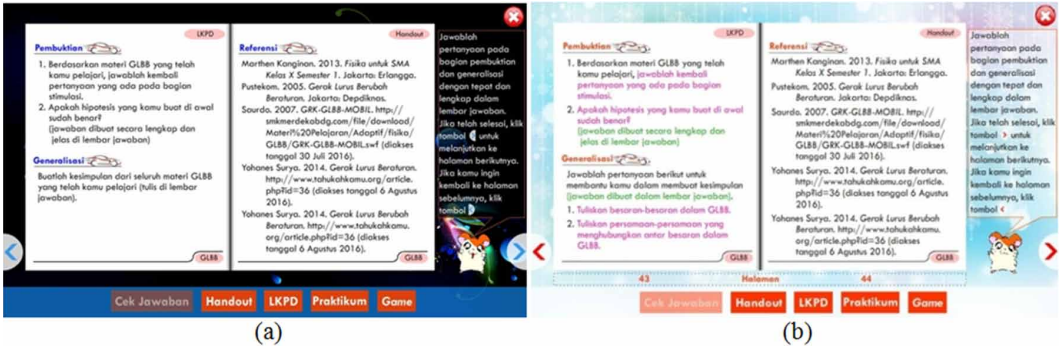 LKPD
Pembuktian
1. Berdasarkan materi GLBB yang telah
kamu pelajari, jawablah kembali
pertanyaan yang ada pada bagian
stimulasi.
2. Apakah hipotesis yang kamu buat di awal
sudah benar?
(jawaban dibuat secara lengkap dan
jelas di lembar jawaban)
Generalisasi
Buatlah kesimpulan dari seluruh materi GLBB
yang telah kamu pelajari (tulis di lembar
jawaban).
GLBB
Handout
Referensi
Marthen Kanginan. 2013. Fisika untuk SMA
Kelas X Semester 1. Jakarta: Erlangga.
Pustekom. 2005. Gerak Lurus Berubah
Beraturan. Jakarta: Depdiknas.
Saurdo. 2007. GRK-GLBB-MOBIL. http://
smkmerdekabdg.com/file/download/
Materi%20Pelajaran/Adaptif/fisika/
GLBB/GRK-GLBB-MOBIL.swf (diakses
tanggal 30 Juli 2016).
Yohanes Surya. 2014. Gerak Lurus Berubah Beraturan.
http://www.tahukahkamu.org/article.
php?id=36 (diakses tanggal 6 Agustus
2016).
Yohanes Surya. 2014. Gerak Lurus Berubah
Beraturan. http://www.tahukahkamu.
org/article.php?id=36 (diakses
tanggal 6 Agustus 2016).
GLBB
Jawablah
pertanyaan pada
bagian pembuktian
dan generalisasi
dengan tepat dan
lengkap dalam
lembar jawaban.
Jika telah selesai, klik
tombol untuk
melanjutkan ke
halaman berikutnya.
Jika kamu ingin
kembali ke halaman
sebelumnya, klik
tombol
Cek Jawaban Handout LKPD Praktikum Game
(a)
LKPD
Pembuktian
1. Berdasarkan materi GLBB yang telah
kamu pelajari, jawablah kembali
pertanyaan yang ada pada bagian
stimulasi.
2. Apakah hipotesis yang kamu buat di awal
sudah benar?
(jawaban dibuat secara lengkap dan
jelas di lembar jawaban)
Generalisasi
Jawablah pertanyaan berikut untuk
membantu kamu dalam membuat kesimpulan
(jawaban dibuat dalam lembar jawaban).
1. Tuliskan besaran-besaran dalam GLBB.
2. Tuliskan persamaan-persamaan yang
menghubungkan antar besaran dalam
GLBB.
GLBB
Handout
Referensi
Marthen Kanginan. 2013. Fisika untuk SMA
Kelas X Semester 1. Jakarta: Erlangga.
Pustekom. 2005. Gerak Lurus Berubah
Beraturan. Jakarta: Depdiknas.
Saurdo. 2007. GRK-GLBB-MOBIL. http://
smkmerdekabdg.com/file/download/
Materi%20Pelajaran/Adaptif/fisika/
GLBB/GRK-GLBB-MOBIL.swf (diakses
tanggal 30 Juli 2016).
Yohanes Surya. 2014. Gerak Lurus Beraturan.
http://www.tahukahkamu.org/article.
php?id=36 (diakses tanggal 6 Agustus
2016).
Yohanes Surya. 2014. Gerak Lurus Berubah
Beraturan. http://www.tahukahkamu.
org/article.php?id=36 (diakses
tanggal 6 Agustus 2016).
GLBB
Jawablah
pertanyaan pada
bagian pembuktian
dan generalisasi
dengan tepat dan
lengkap dalam
lembar jawaban.
Jika telah selesai, klik
tombol > untuk
melanjutkan ke
halaman berikutnya.
Jika kamu ingin
kembali ke halaman
sebelumnya, klik
tombol <
43 Halaman 44
Cek Jawaban Handout LKPD Praktikum Game
(b)